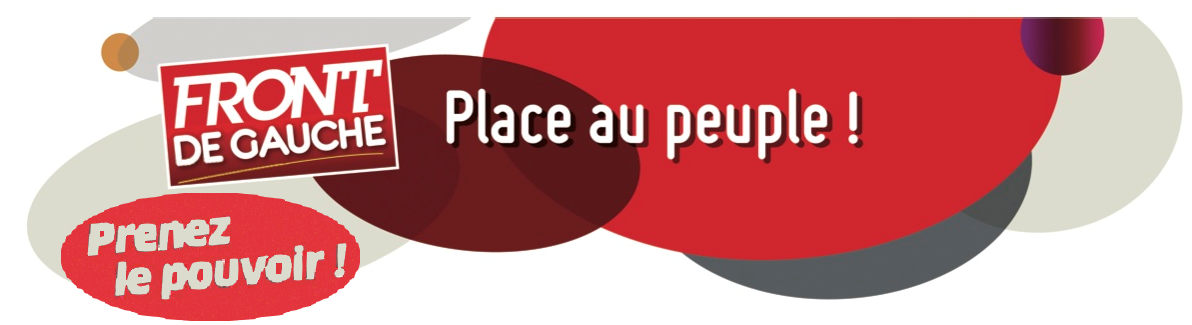 FRONT
DE GAUCHE
Place au peuple !
Prenez
le pouvoir !